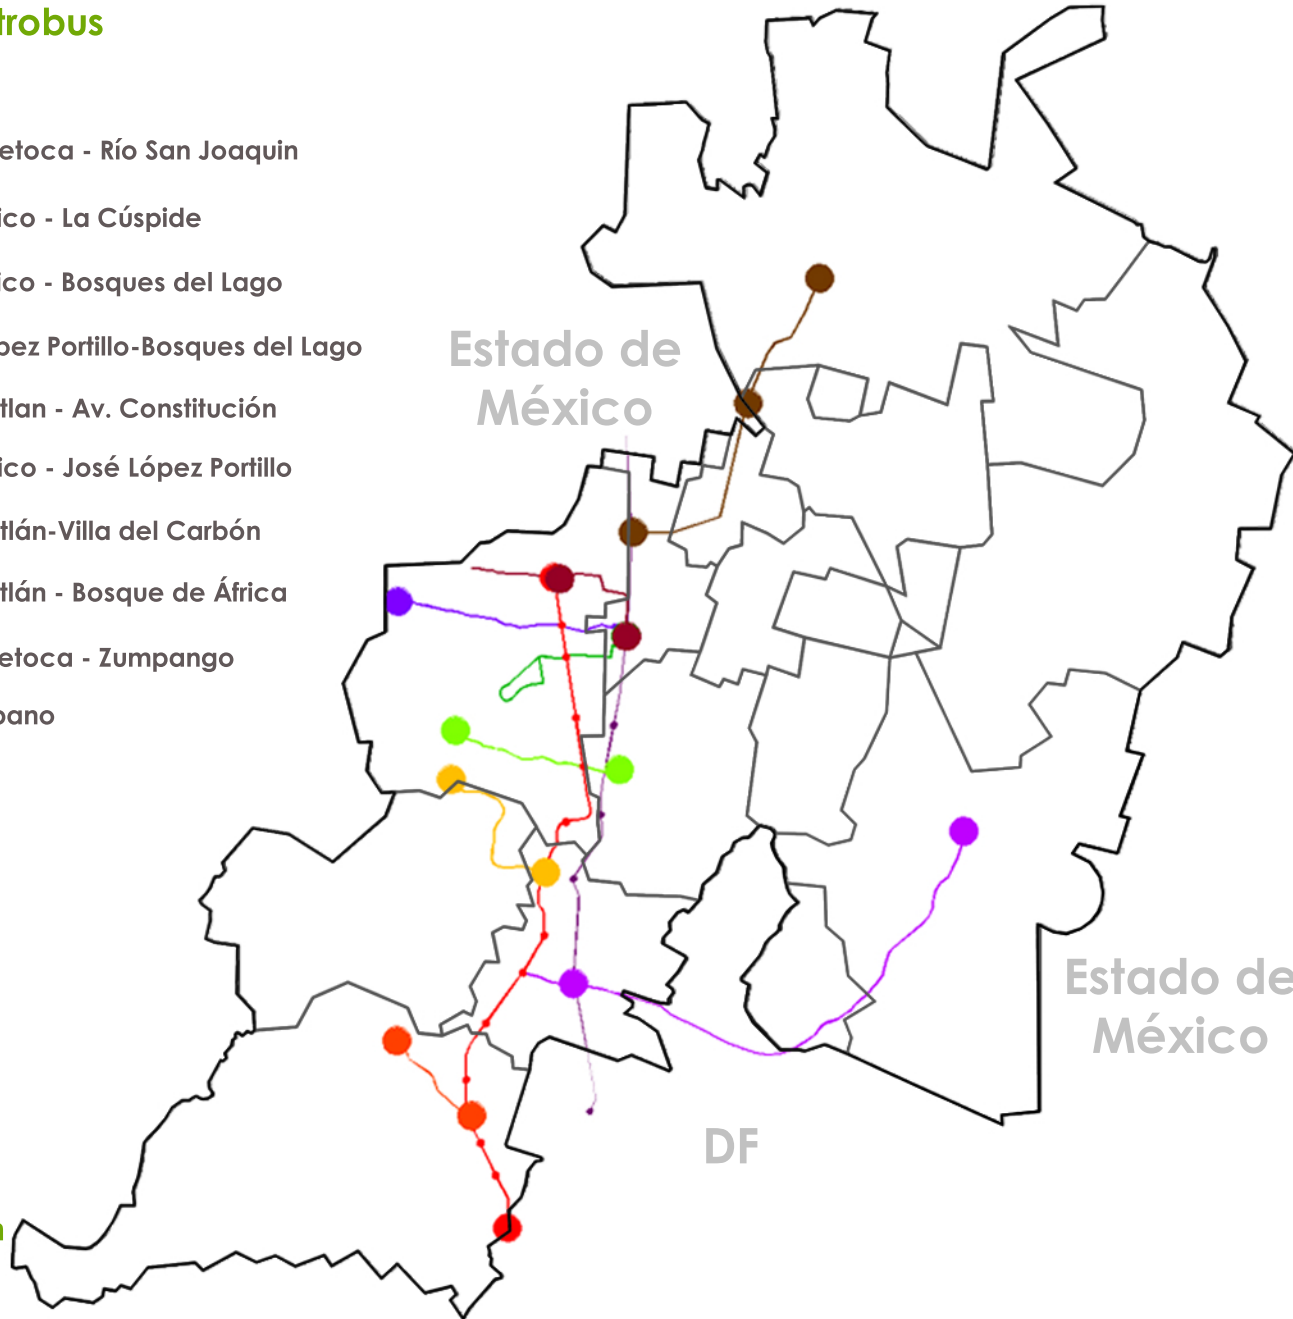 trobus
etoca - Río San Joaquin
ico - La Cúspide
ico - Bosques del Lago
pez Portillo-Bosques del Lago
tlan - Av. Constitución
ico - José López Portillo
tlán-Villa del Carbón
tlán - Bosque de África
etoca - Zumpango
pano
Estado de
México
Estado de
México
DF